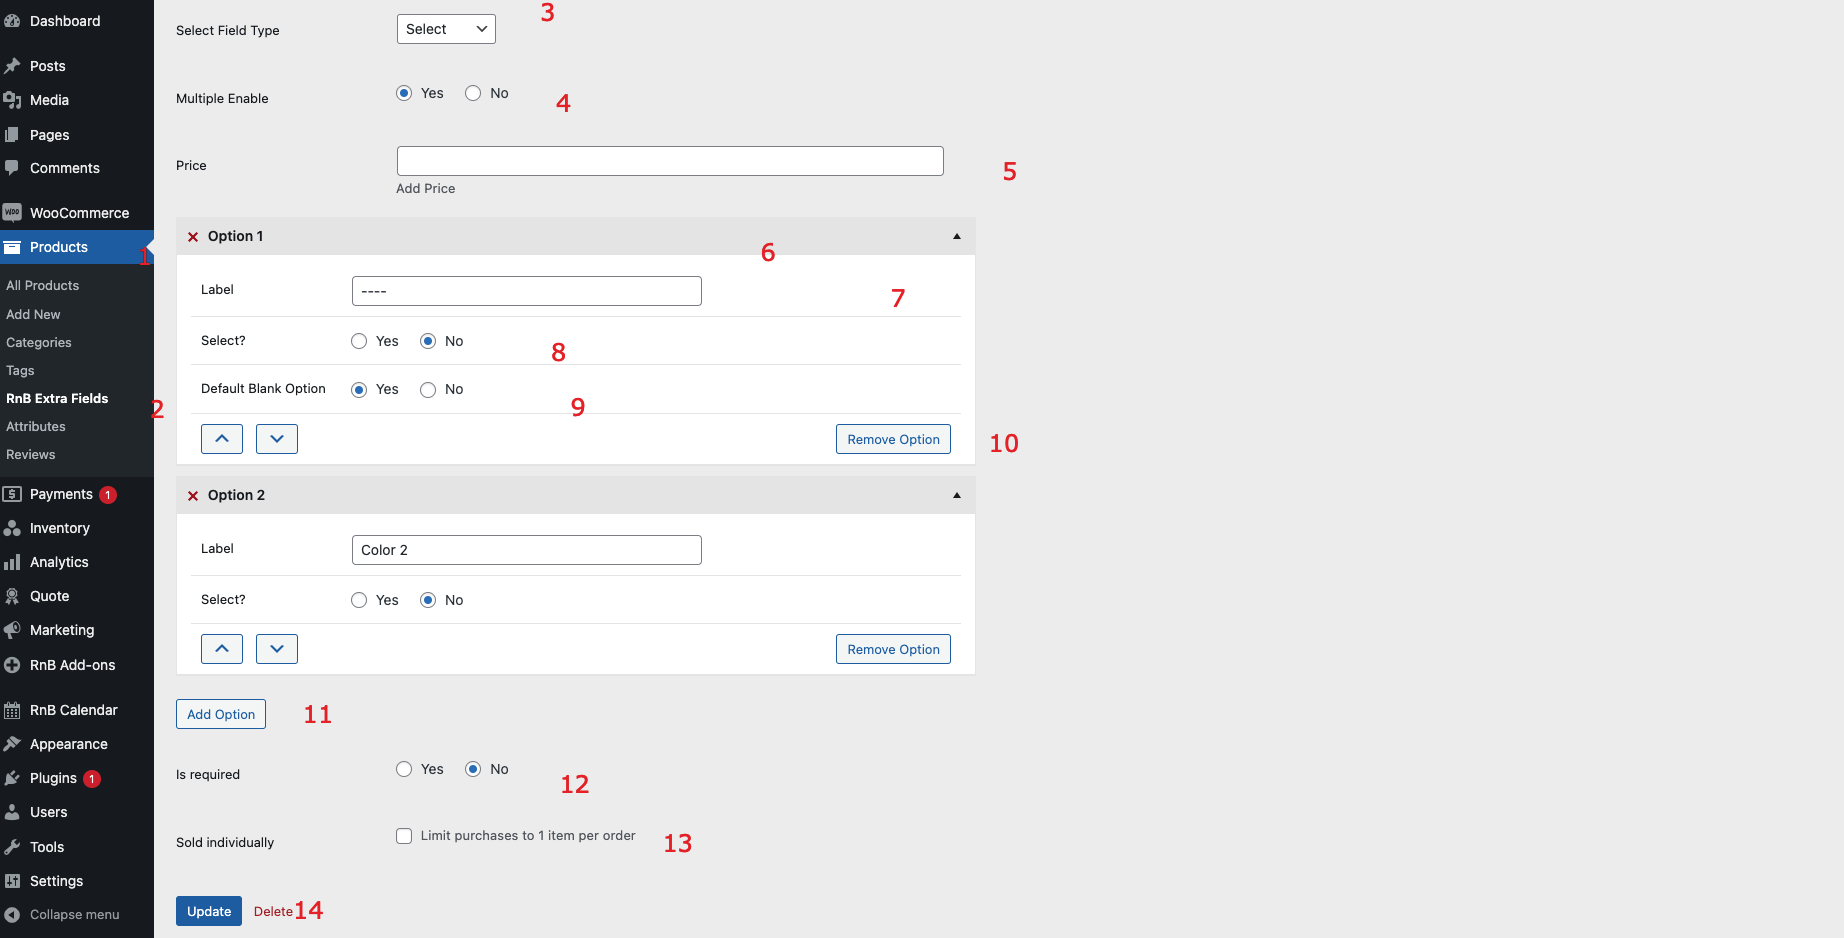 Dashboard
Posts
Media
Pages
Comments
WOO WooCommerce
Products 1
All Products
Add New
Categories
Tags
RnB Extra Fields 2
Attributes
Reviews
Payments 1
Inventory
Analytics
Quote
Marketing
RnB Add-ons
RnB Calendar
Appearance
Plugins 1
Users
Tools
Settings
Collapse menu
Select Field Type Select 3
Multiple Enable Yes No 4
Price 5
Add Price
Option 1 6
Label ---- 7
Select? Yes No 8
Default Blank Option Yes No 9
Remove Option 10
Option 2
Label Color 2
Select? Yes No
Remove Option
Add Option 11
Is required Yes No 12
Sold individually Limit purchases to 1 item per order 13
Update Delete 14